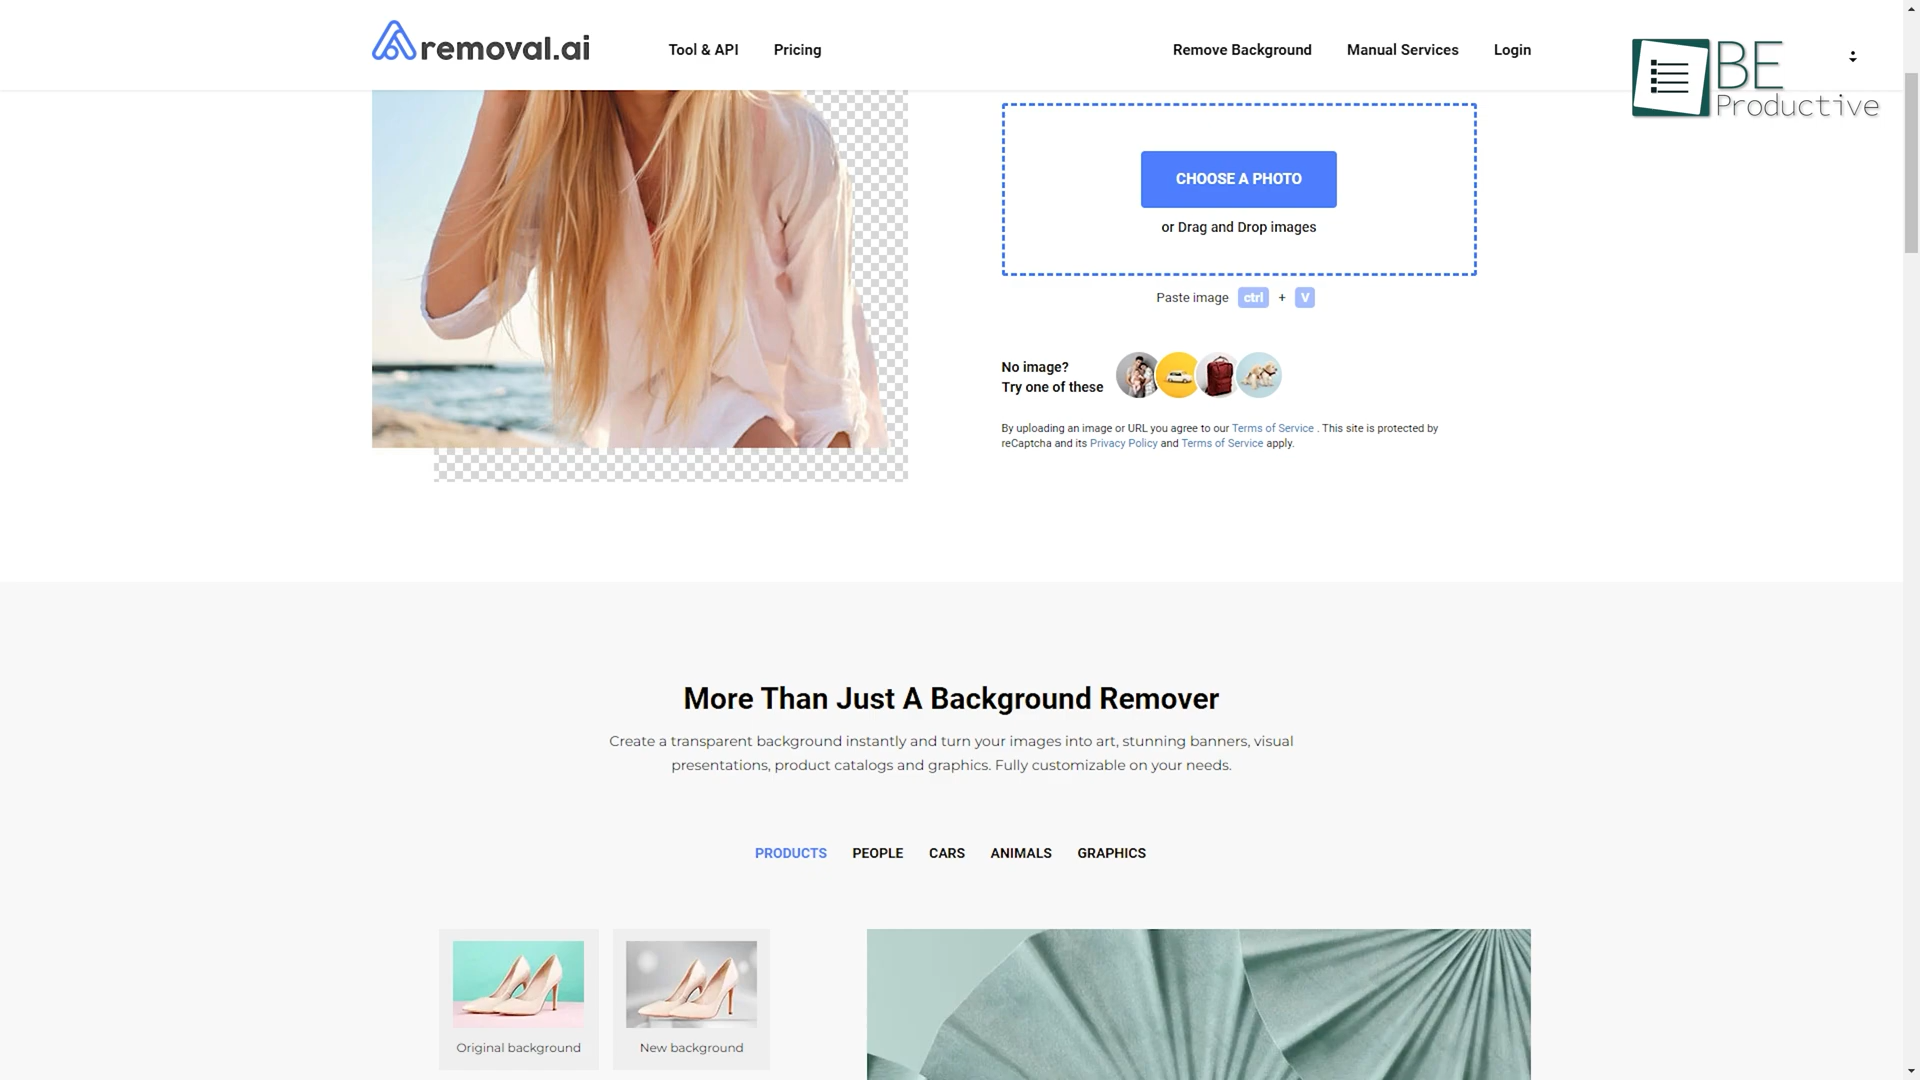 removal.ai
Tool & API
Pricing
Remove Background
Manual Services
Login
BE
Productive
CHOOSE A PHOTO
or Drag and Drop images
Paste image ctrl + V
No image?
Try one of these
By uploading an image or URL you agree to our Terms of Service . This site is protected by
reCaptcha and its Privacy Policy and Terms of Service apply.
More Than Just A Background Remover
Create a transparent background instantly and turn your images into art, stunning banners, visual
presentations, product catalogs and graphics. Fully customizable on your needs.
PRODUCTS
PEOPLE
CARS
ANIMALS
GRAPHICS
Original background
New background